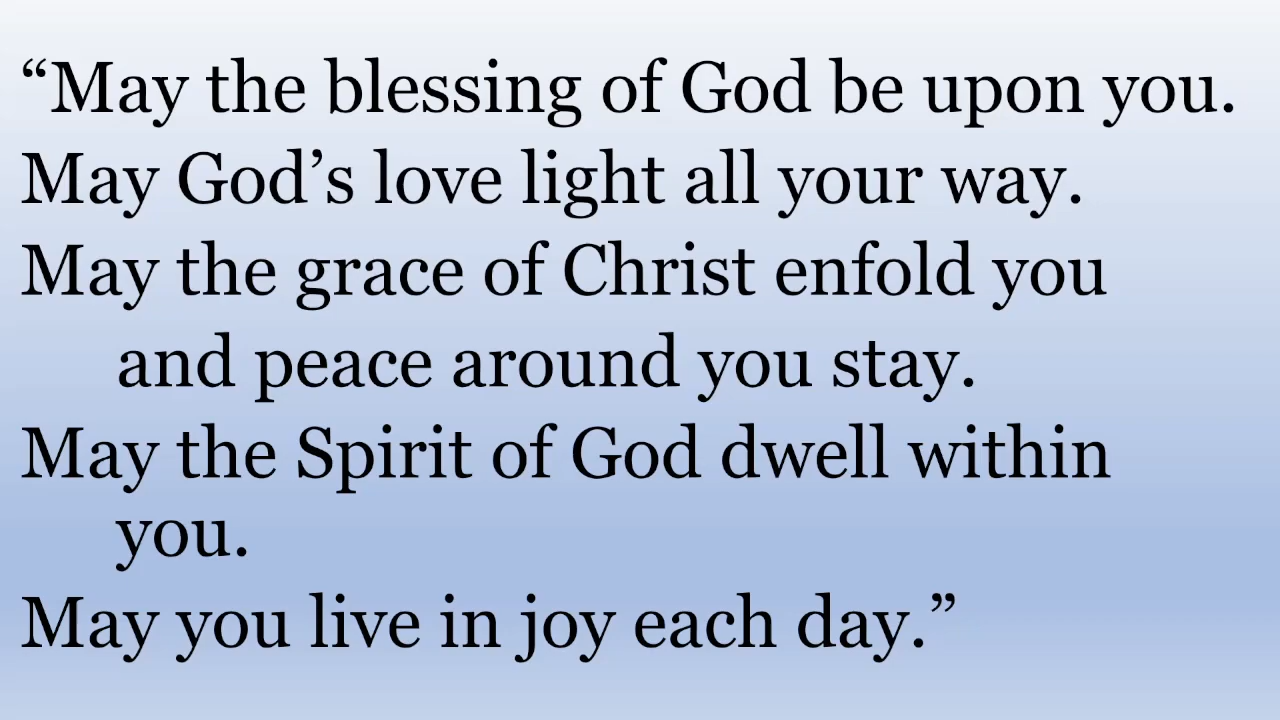 “May the blessing of God be upon you.
May God’s love light all your way.
May the grace of Christ enfold you
and peace around you stay.
May the Spirit of God dwell within
you.
May you live in joy each day.”